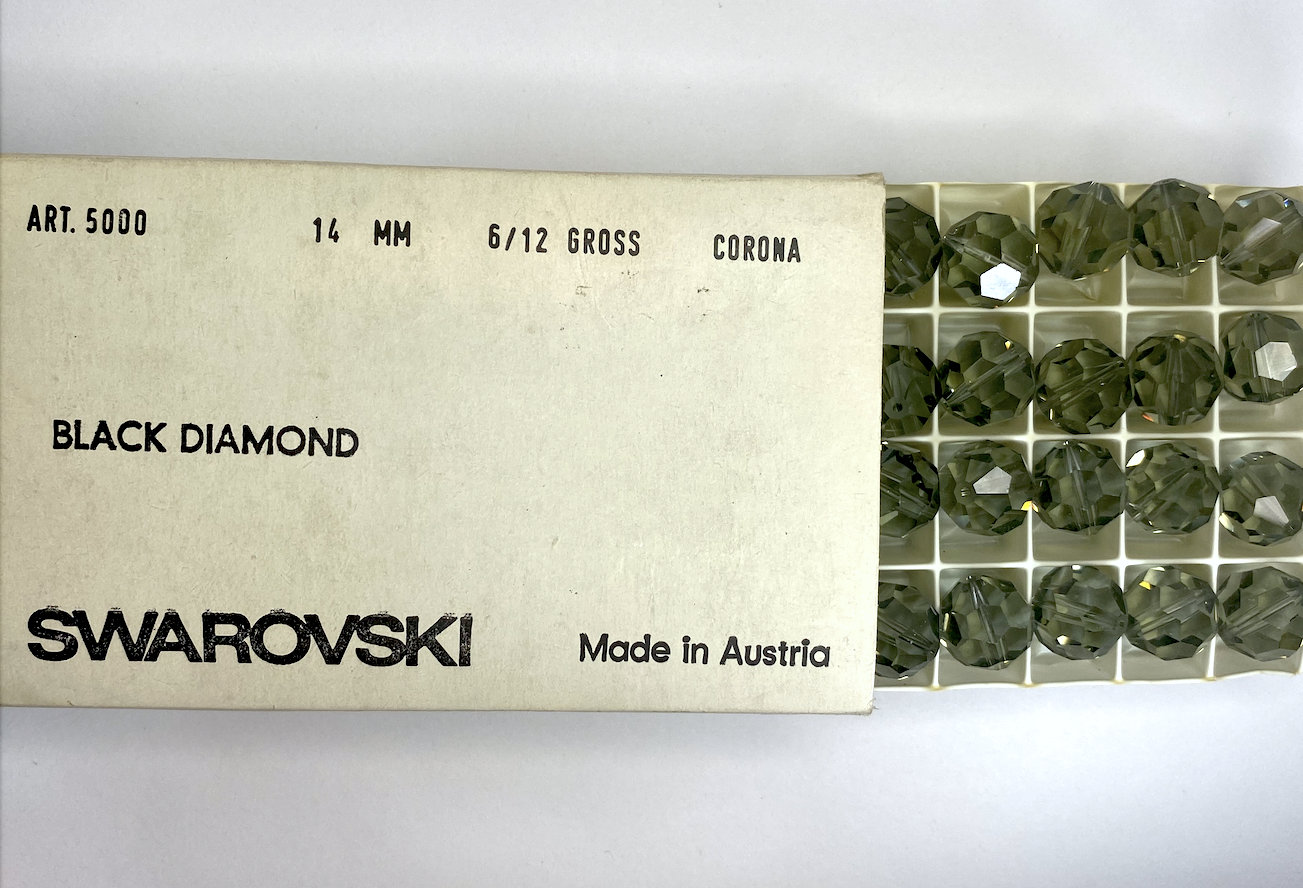 ART. 5000 14 MM 6/12 GROSS CORONA
BLACK DIAMOND
SWAROVSKI
Made in Austria